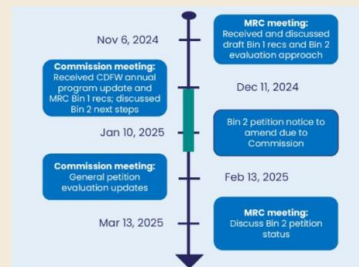 Nov 6, 2024
MRC meeting:
Received and discussed
draft Bin 1 recs and Bin 2
evaluation approach
Commission meeting:
Received CDFW annual
program update and
MRC Bin 1 recs; discussed
Bin 2 next steps
Dec 11, 2024
Jan 10, 2025
Bin 2 petition notice to
amend due to
Commission
Commission meeting:
General petition
evaluation updates
Feb 13, 2025
Mar 13, 2025
MRC meeting:
Discuss Bin 2 petition
status